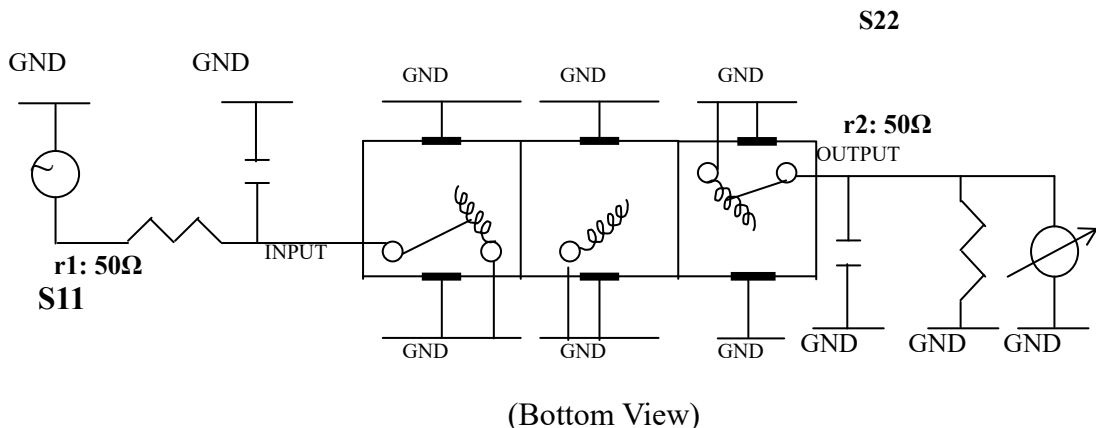 S22
GND
GND
GND
GND
GND
r2: 50Ω
OUTPUT
INPUT
r1: 50Ω
S11
GND
GND
GND
GND
GND
GND
(Bottom View)